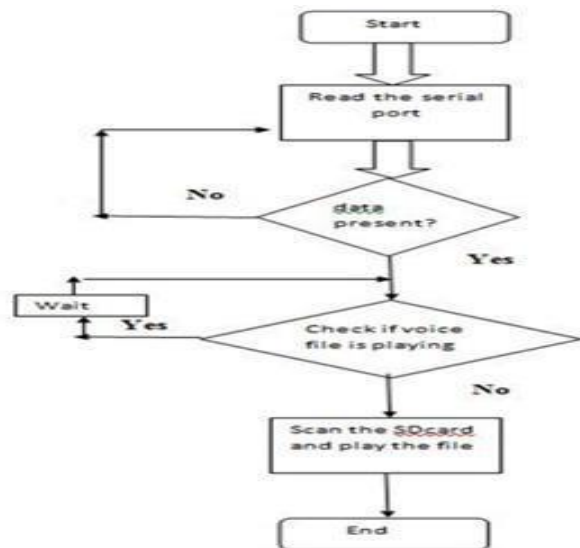 Start
Read the serial
port
No
data
present?
Yes
Wait
Yes
Check if voice
file is playing
No
Scan the SDcard
and play the file
End